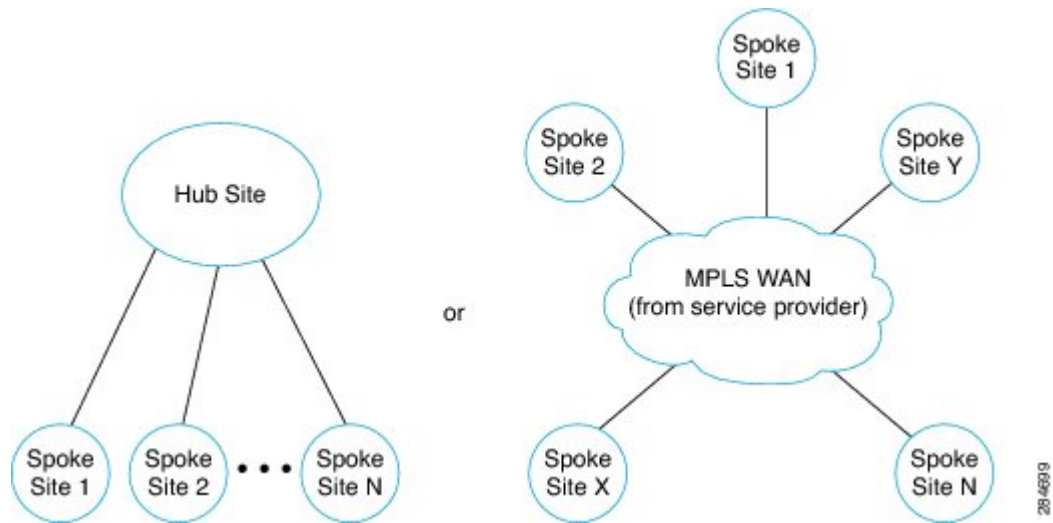 Hub Site
Spoke
Site 1
Spoke
Site 2
Spoke
Site N
or
Spoke
Site 1
Spoke
Site 2
Spoke
Site Y
MPLS WAN
(from service provider)
Spoke
Site X
Spoke
Site N
284699